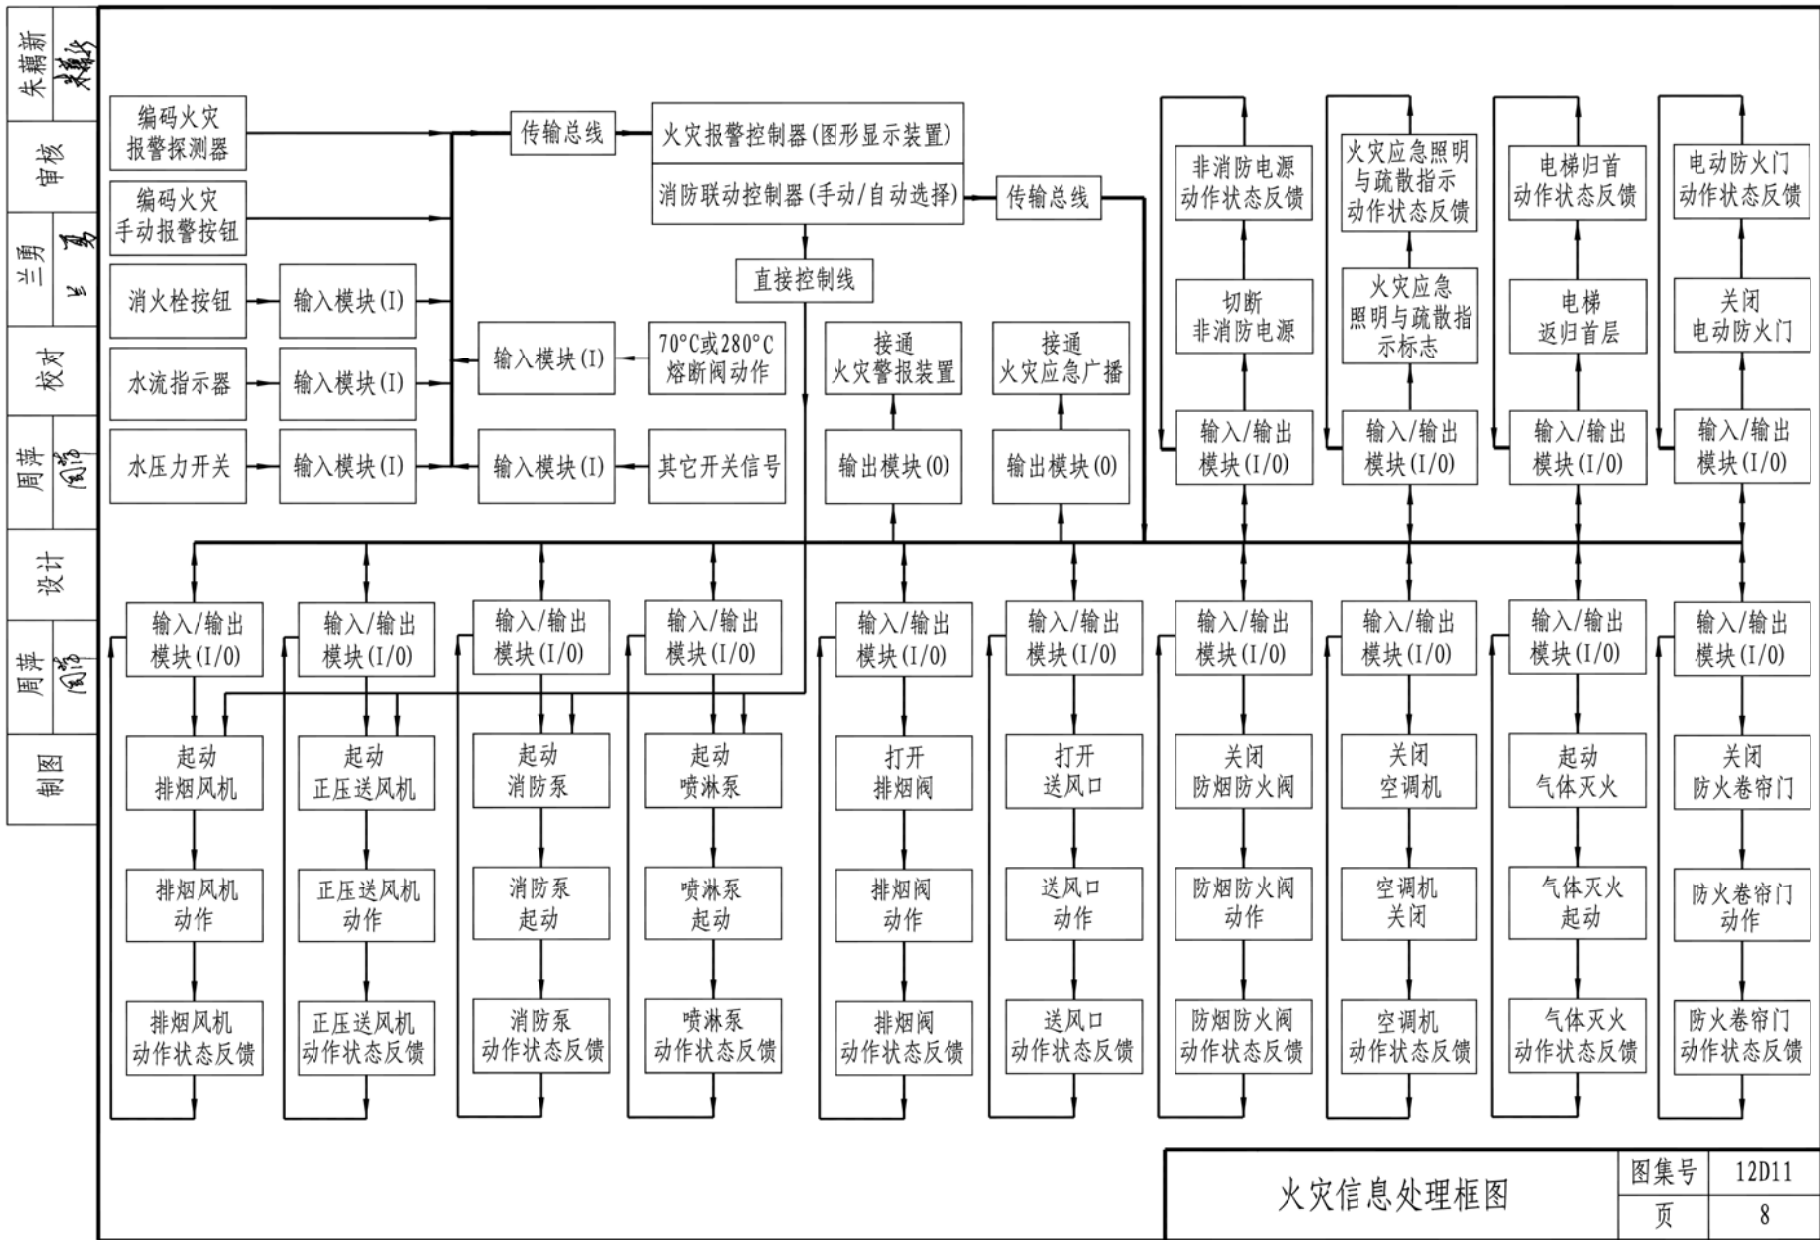 朱藕新
审核
兰勇
兰勇
校对
周萍
周萍
设计
周萍
周萍
制图
编码火灾
报警探测器
编码火灾
手动报警按钮
消火栓按钮
输入模块(I)
水流指示器
输入模块(I)
水压力开关
输入模块(I)
传输总线
火灾报警控制器(图形显示装置)
消防联动控制器(手动/自动选择)
传输总线
直接控制线
输入模块(I)
70°C或280°C
熔断阀动作
输入模块(I)
其它开关信号
接通
火灾警报装置
输出模块(O)
接通
火灾应急广播
输出模块(O)
非消防电源
动作状态反馈
切断
非消防电源
输入/输出
模块(I/O)
火灾应急照明
与疏散指示
动作状态反馈
火灾应急
照明与疏散指
示标志
输入/输出
模块(I/O)
电梯归首
动作状态反馈
电梯
返归首层
输入/输出
模块(I/O)
电动防火门
动作状态反馈
关闭
电动防火门
输入/输出
模块(I/O)
输入/输出
模块(I/O)
起动
排烟风机
排烟风机
动作
排烟风机
动作状态反馈
输入/输出
模块(I/O)
起动
正压送风机
正压送风机
动作
正压送风机
动作状态反馈
输入/输出
模块(I/O)
起动
消防泵
消防泵
起动
消防泵
动作状态反馈
输入/输出
模块(I/O)
起动
喷淋泵
喷淋泵
起动
喷淋泵
动作状态反馈
输入/输出
模块(I/O)
打开
排烟阀
排烟阀
动作
排烟阀
动作状态反馈
输入/输出
模块(I/O)
打开
送风口
送风口
动作
送风口
动作状态反馈
输入/输出
模块(I/O)
关闭
防烟防火阀
防烟防火阀
动作
防烟防火阀
动作状态反馈
输入/输出
模块(I/O)
关闭
空调机
空调机
关闭
空调机
动作状态反馈
输入/输出
模块(I/O)
起动
气体灭火
气体灭火
起动
气体灭火
动作状态反馈
输入/输出
模块(I/O)
关闭
防火卷帘门
防火卷帘门
动作
防火卷帘门
动作状态反馈
火灾信息处理框图
图集号
12D11
页
8